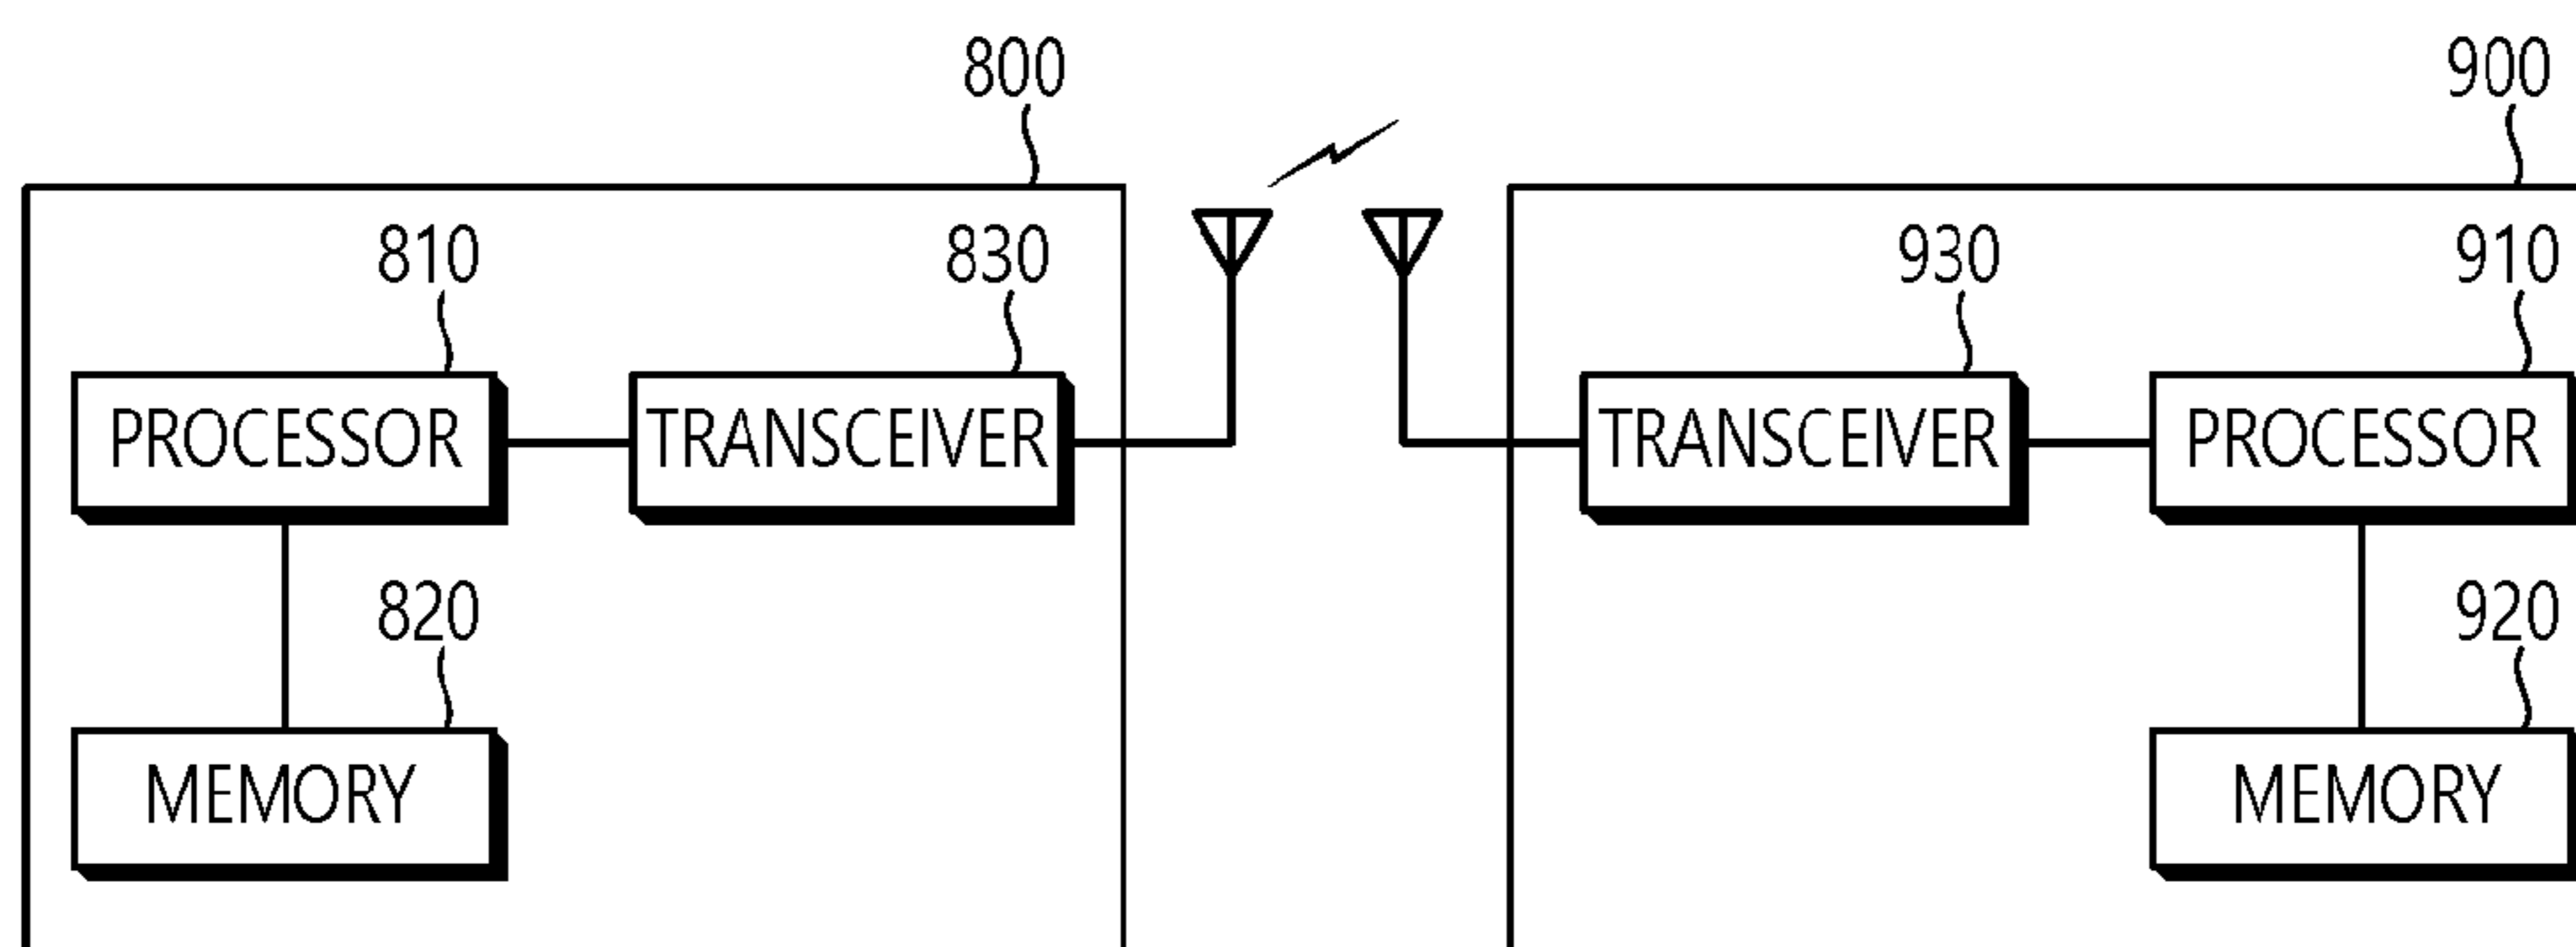 800
900
810
830
930
910
PROCESSOR
TRANSCEIVER
TRANSCEIVER
PROCESSOR
820
920
MEMORY
MEMORY